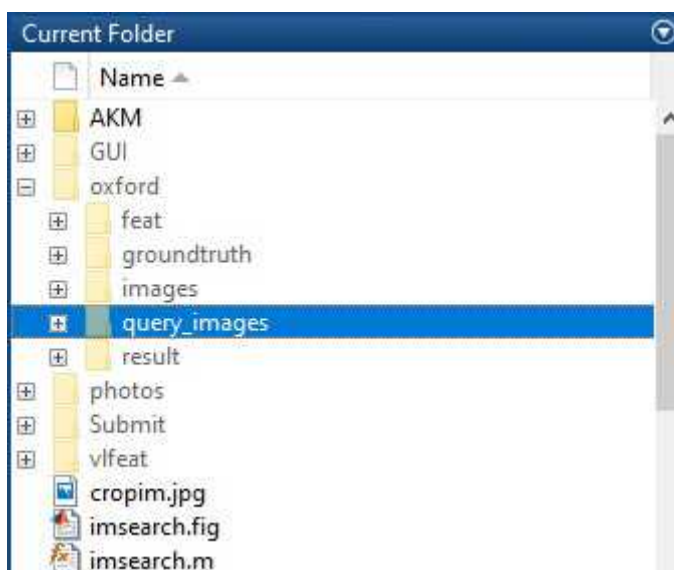 Current Folder
Name
AKM
GUI
oxford
feat
groundtruth
images
query_images
result
photos
Submit
vlfeat
cropim.jpg
imsearch.fig
imsearch.m